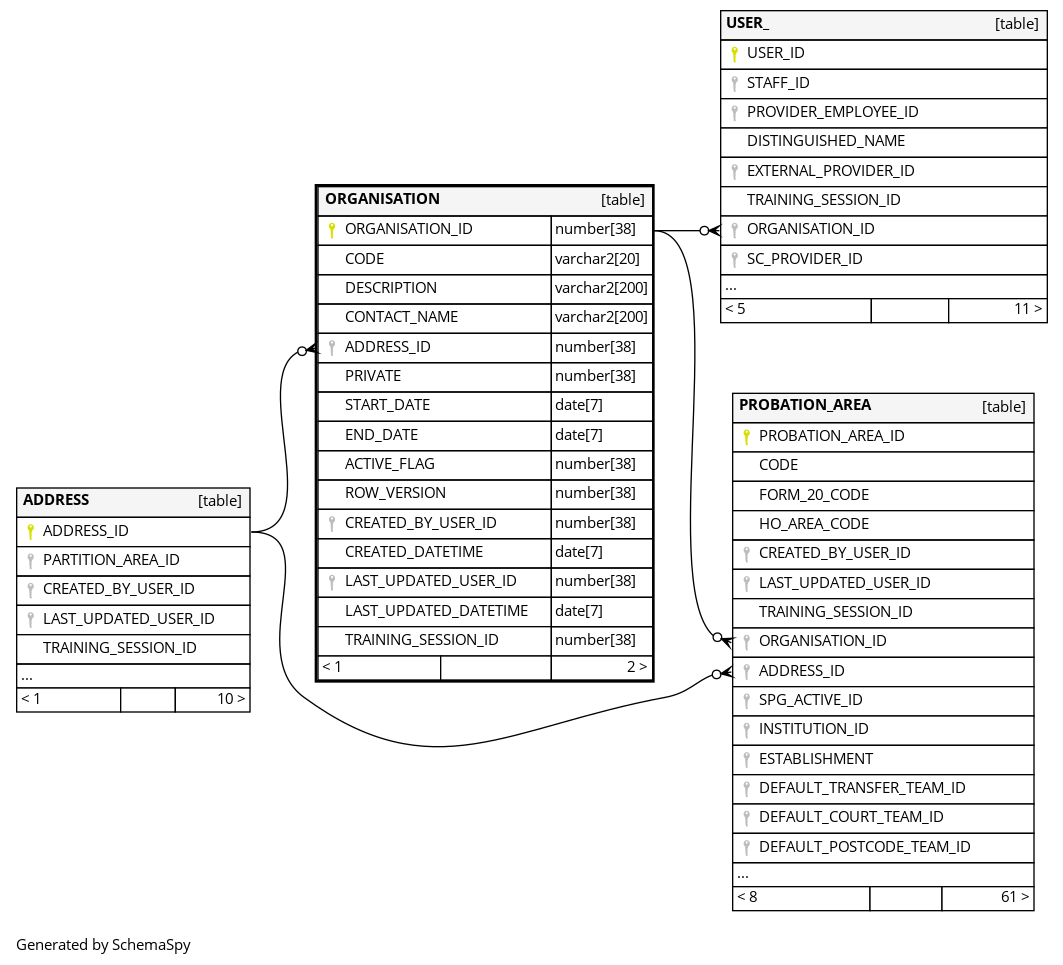 USER_ [table]
USER_ID
STAFF_ID
PROVIDER_EMPLOYEE_ID
DISTINGUISHED_NAME
EXTERNAL_PROVIDER_ID
TRAINING_SESSION_ID
ORGANISATION_ID
SC_PROVIDER_ID
...
< 5 11 >
ORGANISATION [table]
ORGANISATION_ID number[38]
CODE varchar2[20]
DESCRIPTION varchar2[200]
CONTACT_NAME varchar2[200]
ADDRESS_ID number[38]
PRIVATE number[38]
START_DATE date[7]
END_DATE date[7]
ACTIVE_FLAG number[38]
ROW_VERSION number[38]
CREATED_BY_USER_ID number[38]
CREATED_DATETIME date[7]
LAST_UPDATED_USER_ID number[38]
LAST_UPDATED_DATETIME date[7]
TRAINING_SESSION_ID number[38]
< 1 2 >
ADDRESS [table]
ADDRESS_ID
PARTITION_AREA_ID
CREATED_BY_USER_ID
LAST_UPDATED_USER_ID
TRAINING_SESSION_ID
...
< 1 10 >
PROBATION_AREA [table]
PROBATION_AREA_ID
CODE
FORM_20_CODE
HO_AREA_CODE
CREATED_BY_USER_ID
LAST_UPDATED_USER_ID
TRAINING_SESSION_ID
ORGANISATION_ID
ADDRESS_ID
SPG_ACTIVE_ID
INSTITUTION_ID
ESTABLISHMENT
DEFAULT_TRANSFER_TEAM_ID
DEFAULT_COURT_TEAM_ID
DEFAULT_POSTCODE_TEAM_ID
...
< 8 61 >
Generated by SchemaSpy